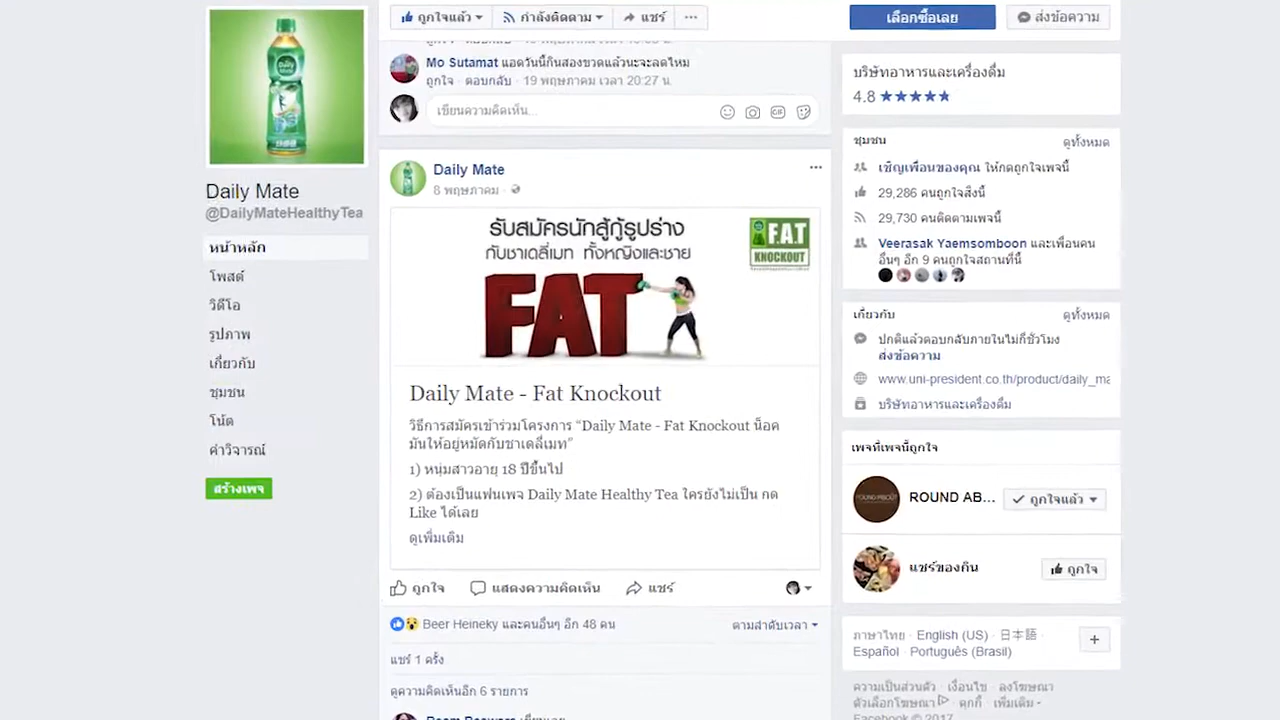 Daily Mate
@DailyMateHealthyTea
หน้าหลัก
โพสต์
วิดีโอ
รูปภาพ
เกี่ยวกับ
ชุมชน
โน้ต
คำวิจารณ์
สร้างเพจ
ถูกใจแล้ว
กำลังติดตาม
แชร์
เลือกซื้อเลย
ส่งข้อความ
Mo Sutamat แอดวันนี้กินสองขวดแล้วนะจะลดไหม
ถูกใจ · ตอบกลับ · 19 พฤษภาคม เวลา 20:27 น.
เขียนความคิดเห็น...
GIF
Daily Mate
8 พฤษภาคม ·
รับสมัครนักสู้กู้รูปร่าง
กับชาเดลี่เมท ทั้งหญิงและชาย
F.A.T
KNOCKOUT
FAT
Daily Mate - Fat Knockout
วิธีการสมัครเข้าร่วมโครงการ “Daily Mate - Fat Knockout น็อค
มันให้อยู่หมัดกับชาเดลี่เมท”
1) หนุ่มสาวอายุ 18 ปีขึ้นไป
2) ต้องเป็นแฟนเพจ Daily Mate Healthy Tea ใครยังไม่เป็น กด
Like ได้เลย
ดูเพิ่มเติม
ถูกใจ
แสดงความคิดเห็น
แชร์
Beer Heineky และคนอื่นๆ อีก 48 คน
ตามลำดับเวลา
แชร์ 1 ครั้ง
ดูความคิดเห็นอีก 6 รายการ
บริษัทอาหารและเครื่องดื่ม
4.8 ★★★★★
ชุมชน
ดูทั้งหมด
เชิญเพื่อนของคุณ ให้กดถูกใจเพจนี้
29,286 คนถูกใจสิ่งนี้
29,730 คนติดตามเพจนี้
Veerasak Yaemsomboon และเพื่อนคน
อื่นๆ อีก 9 คนถูกใจสถานที่นี้
เกี่ยวกับ
ดูทั้งหมด
ปกติแล้วตอบกลับภายในไม่กี่ชั่วโมง
ส่งข้อความ
www.uni-president.co.th/product/daily_ma
บริษัทอาหารและเครื่องดื่ม
เพจที่เพจนี้ถูกใจ
ROUND AB...
ถูกใจแล้ว
แชร์ของกิน
ถูกใจ
ภาษาไทย · English (US) · 日本語 ·
Español · Português (Brasil)
ความเป็นส่วนตัว · เงื่อนไข · ลงโฆษณา
ตัวเลือกโฆษณา · คุกกี้ · เพิ่มเติม
Facebook © 2017